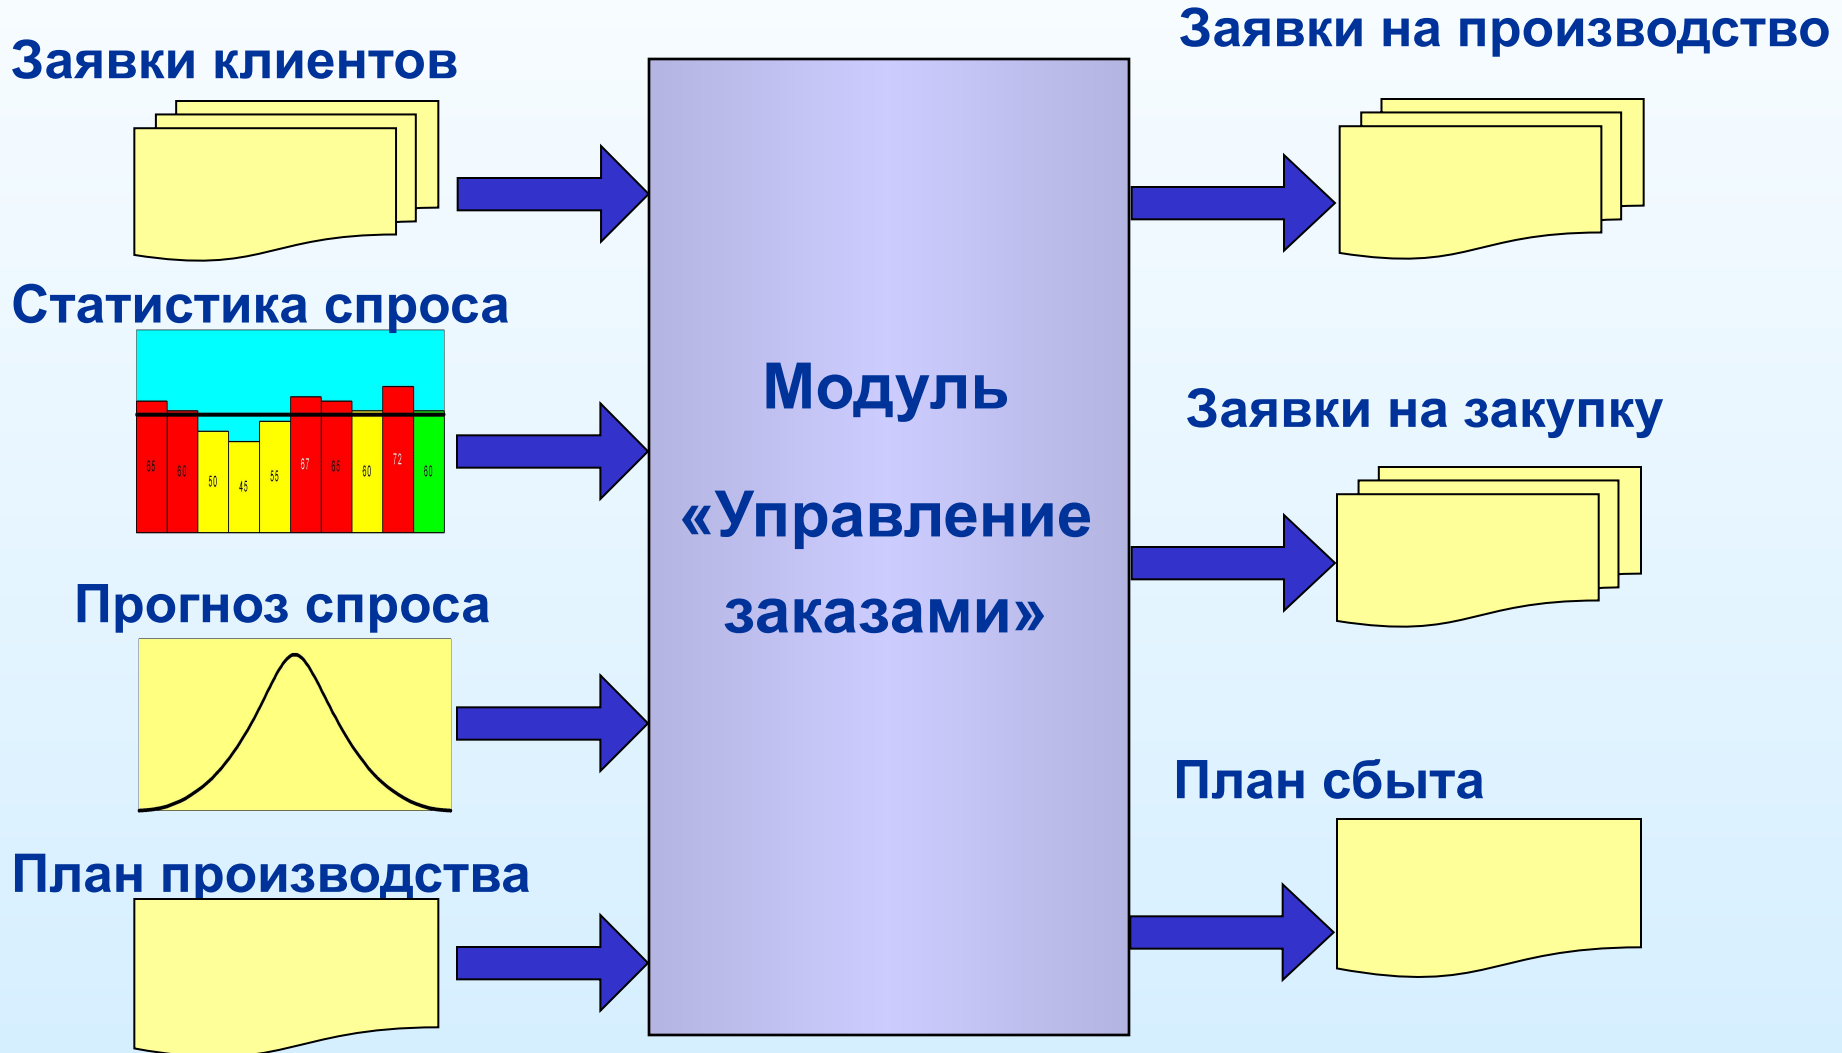 Заявки клиентов
Статистика спроса
65 60 50 45 55 67 65 60 72 60
Прогноз спроса
План производства
Модуль
«Управление
заказами»
Заявки на производство
Заявки на закупку
План сбыта